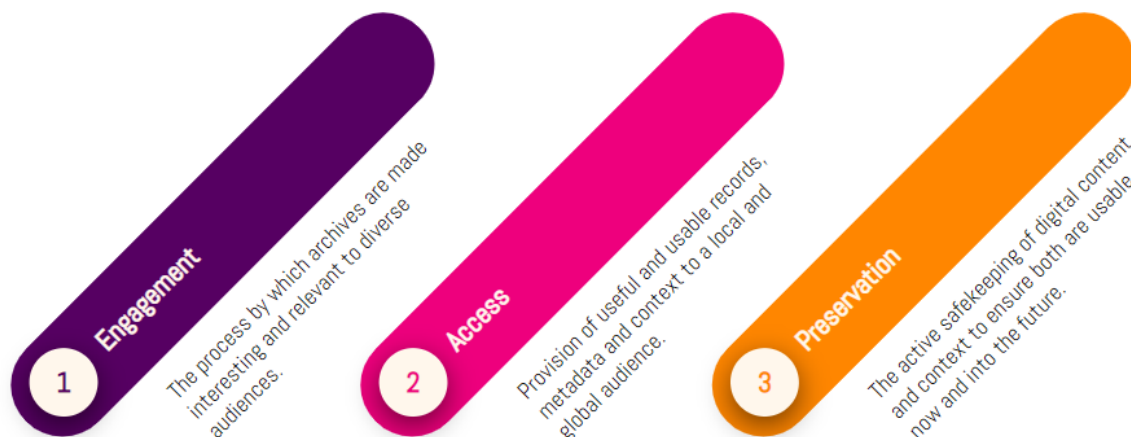 1
Engagement
The process by which archives are made
interesting and relevant to diverse
audiences.
2
Access
Provision of useful and usable records,
metadata and context to a local and
global audience.
3
Preservation
The active safekeeping of digital content
and context to ensure both are usable
now and into the future.